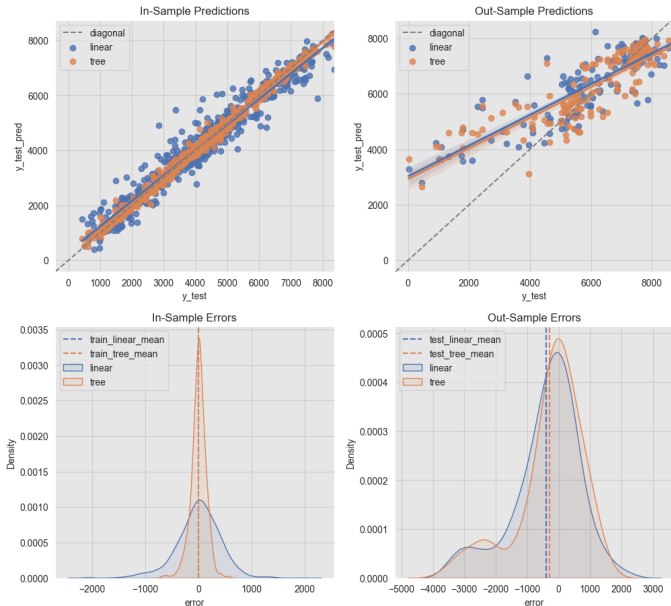 In-Sample Predictions
diagonal
linear
tree
8000
6000
4000
2000
0
y_test_pred
0 1000 2000 3000 4000 5000 6000 7000 8000
y_test
Out-Sample Predictions
diagonal
linear
tree
8000
6000
4000
2000
0
y_test_pred
0 2000 4000 6000 8000
y_test
In-Sample Errors
train_linear_mean
train_tree_mean
linear
tree
0.0035
0.0030
0.0025
0.0020
0.0015
0.0010
0.0005
0.0000
Density
-2000 -1000 0 1000 2000
error
Out-Sample Errors
test_linear_mean
test_tree_mean
linear
tree
0.0005
0.0004
0.0003
0.0002
0.0001
0.0000
Density
-5000 -4000 -3000 -2000 -1000 0 1000 2000 3000
error